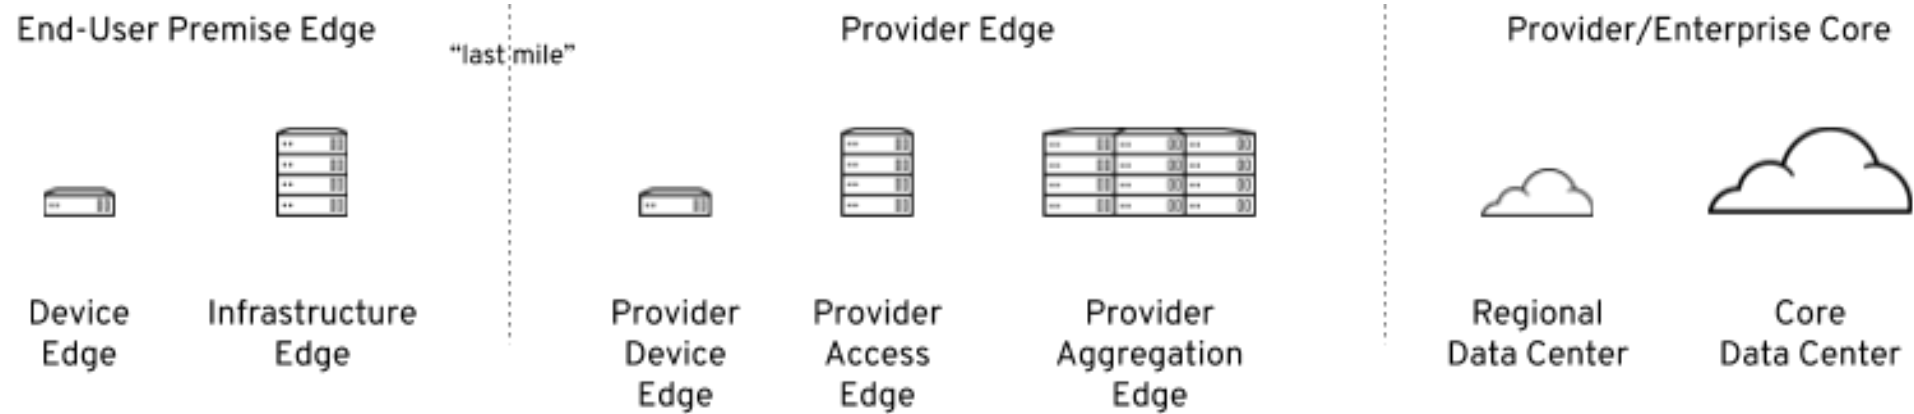 End-User Premise Edge
“last mile”
Provider Edge
Provider/Enterprise Core
Device
Edge
Infrastructure
Edge
Provider
Device
Edge
Provider
Access
Edge
Provider
Aggregation
Edge
Regional
Data Center
Core
Data Center